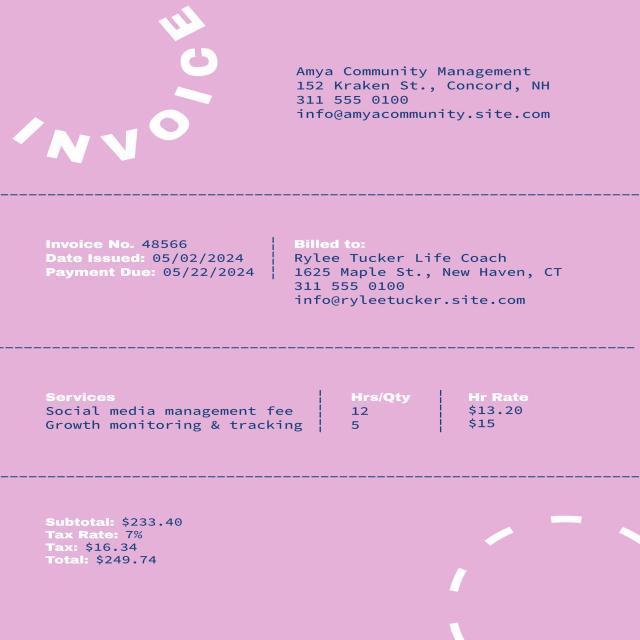 INVOICE
Amya Community Management
152 Kraken St., Concord, NH
311 555 0100
info@amyacommunity.site.com
Invoice No. 48566
Date Issued: 05/02/2024
Payment Due: 05/22/2024
Billed to:
Rylee Tucker Life Coach
1625 Maple St., New Haven, CT
311 555 0100
info@ryleetucker.site.com
Services Hrs/Qty Hr Rate
Social media management fee 12 $13.20
Growth monitoring & tracking 5 $15
Subtotal: $233.40
Tax Rate: 7%
Tax: $16.34
Total: $249.74